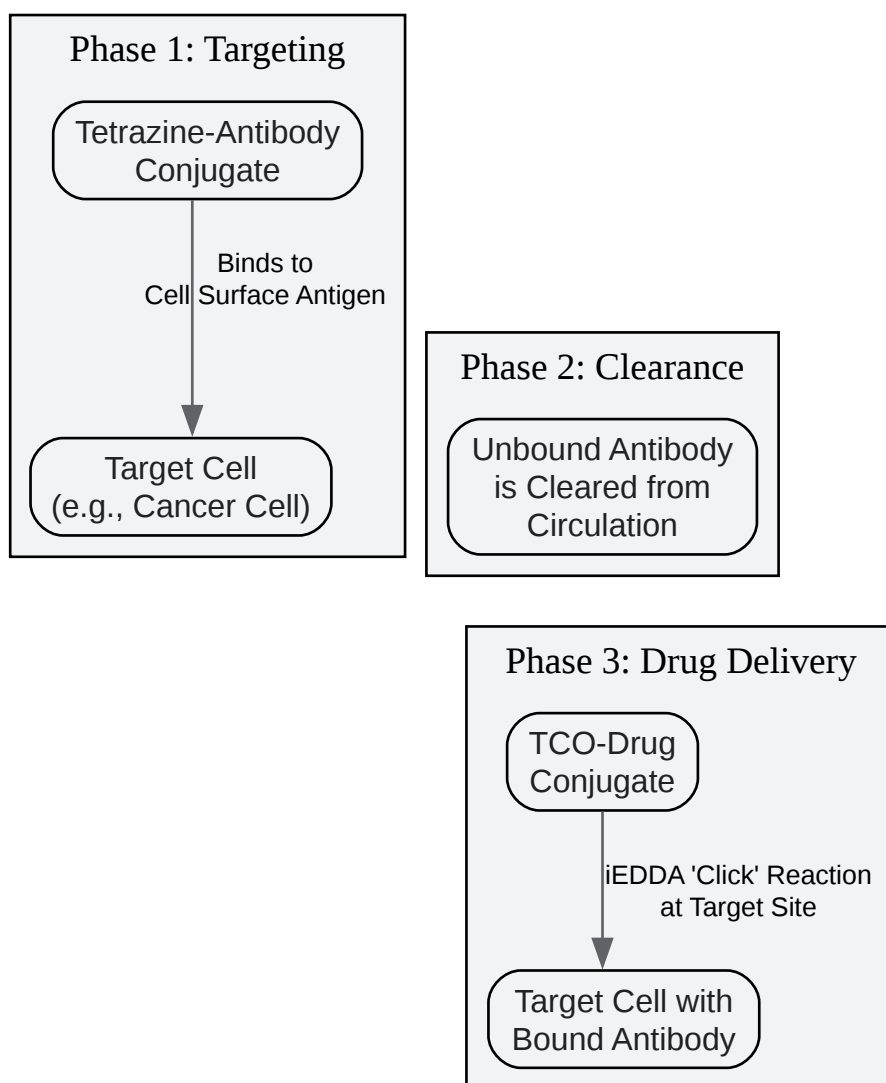 Phase 1: Targeting
Tetrazine-Antibody
Conjugate
Binds to
Cell Surface Antigen
Target Cell
(e.g., Cancer Cell)
Phase 2: Clearance
Unbound Antibody
is Cleared from
Circulation
Phase 3: Drug Delivery
TCO-Drug
Conjugate
iEDDA 'Click' Reaction
at Target Site
Target Cell with
Bound Antibody